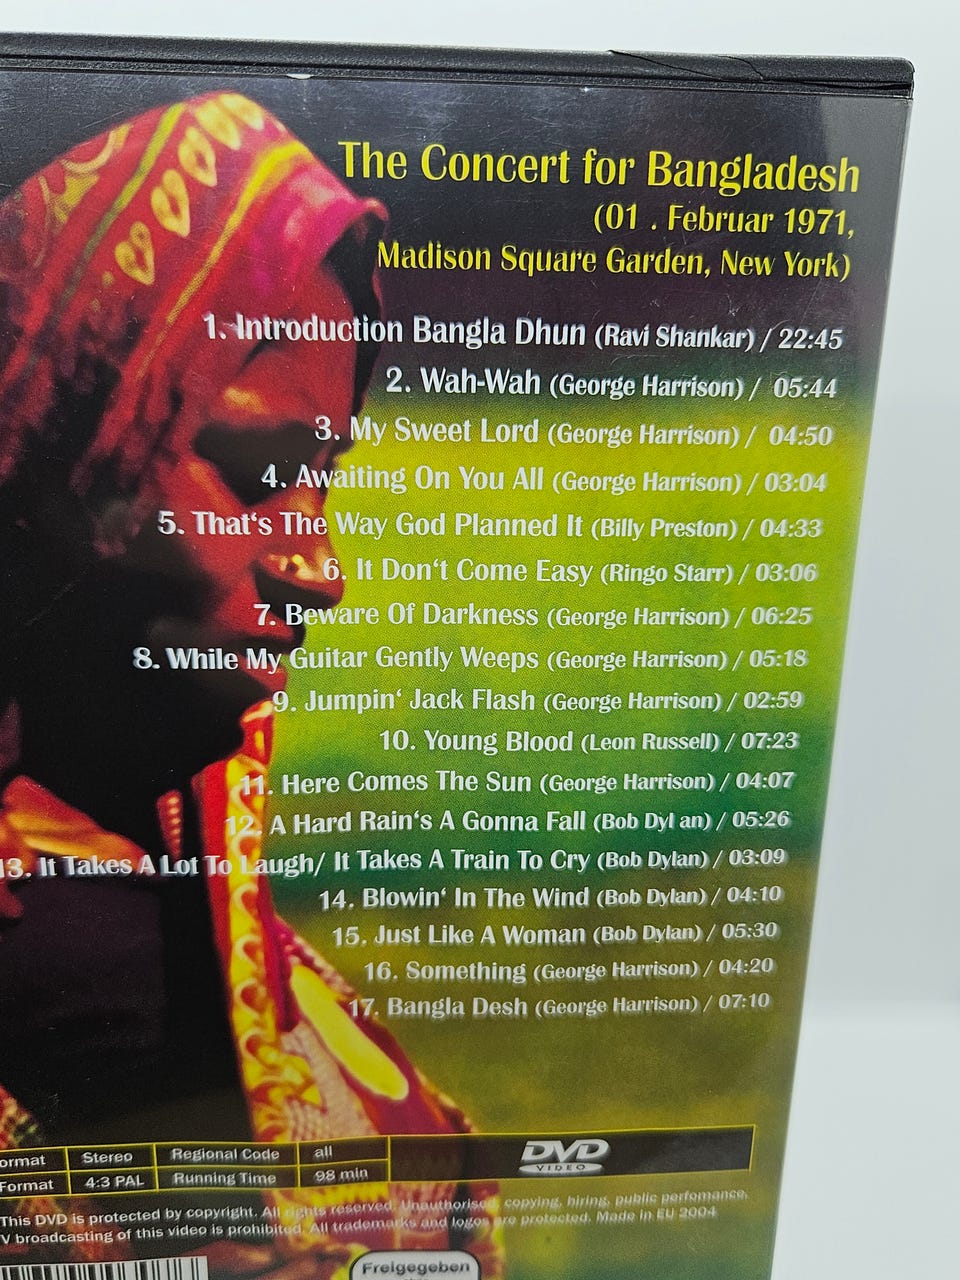 The Concert for Bangladesh
(01 . Februar 1971,
Madison Square Garden, New York)
1. Introduction Bangla Dhun (Ravi Shankar) / 22:45
2. Wah-Wah (George Harrison) / 05:44
3. My Sweet Lord (George Harrison) / 04:50
4. Awaiting On You All (George Harrison) / 03:04
5. That's The Way God Planned It (Billy Preston) / 04:33
6. It Don't Come Easy (Ringo Starr) / 03:06
7. Beware Of Darkness (George Harrison) / 06:25
8. While My Guitar Gently Weeps (George Harrison) / 05:18
9. Jumpin' Jack Flash (George Harrison) / 02:59
10. Young Blood (Leon Russell) / 07:23
11. Here Comes The Sun (George Harrison) / 04:07
12. A Hard Rain's A Gonna Fall (Bob Dyl an) / 05:26
13. It Takes A Lot To Laugh/ It Takes A Train To Cry (Bob Dylan) / 03:09
14. Blowin' In The Wind (Bob Dylan) / 04:10
15. Just Like A Woman (Bob Dylan) / 05:30
16. Something (George Harrison) / 04:20
17. Bangla Desh (George Harrison) / 07:10
ormat Stereo Regional Code all
Format 4:3 PAL Running Time 98 min
DVD
VIDEO
This DVD is protected by copyright. All rights reserved. Unauthorised, copying, hiring, public perfomance,
V broadcasting of this video is prohibited. All trademarks and logos are protected. Made in EU 2004
Freigegeben